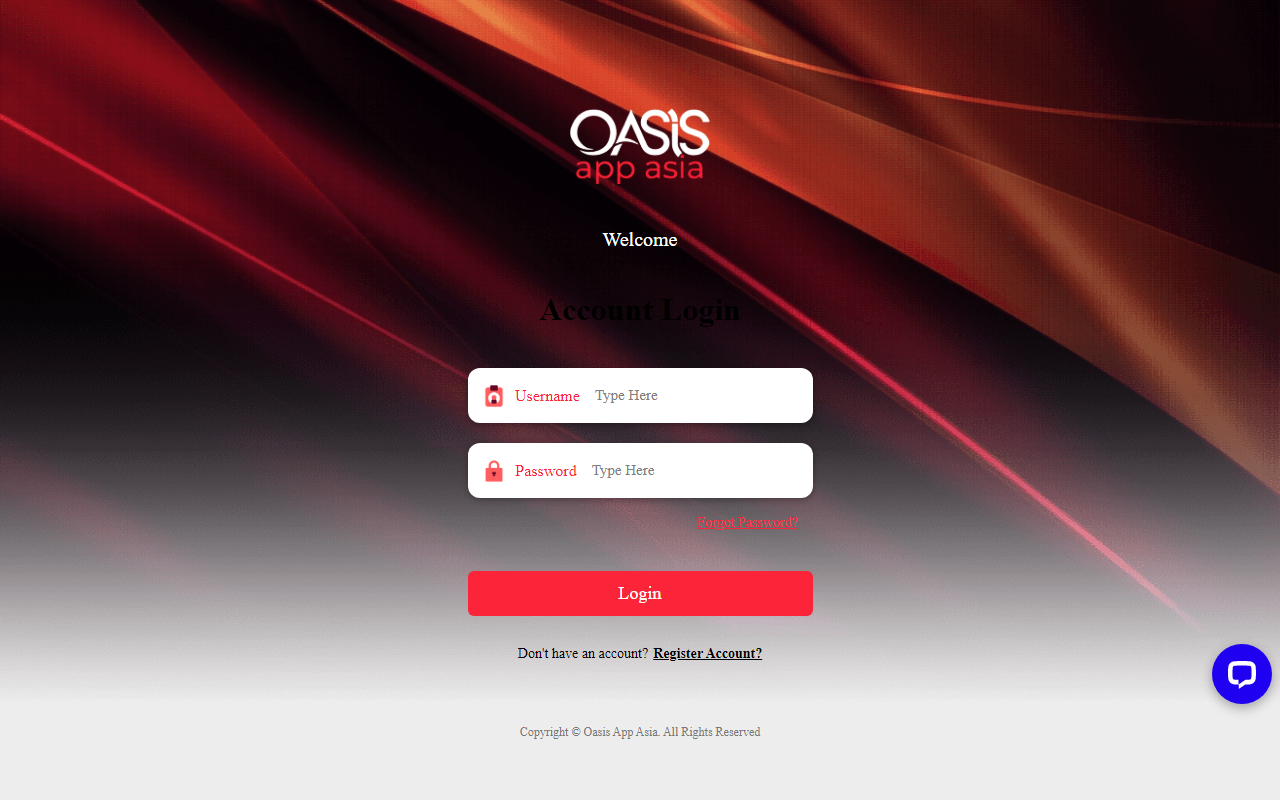 OASIS
app asia
Welcome
Account Login
Username Type Here
Password Type Here
Forgot Password?
Login
Don't have an account? Register Account?
Copyright © Oasis App Asia. All Rights Reserved